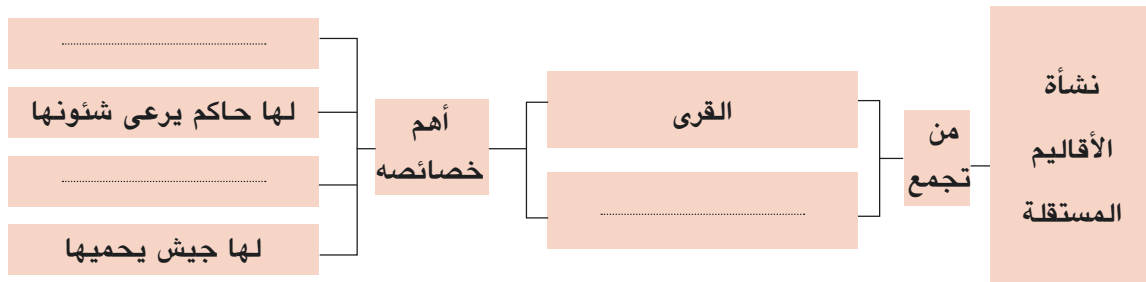 نشأة
الأقاليم
المستقلة
من
تجمع
القرى
................................................
أهم
خصائصه
................................................
لها حاكم يرعى شئونها
................................................
لها جيش يحميها